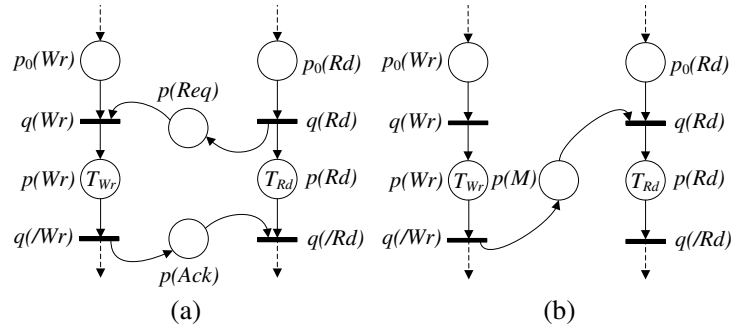 p0(Wr)
p0(Rd)
p(Req)
q(Wr)
q(Rd)
p(Wr)
TWr
TRd
p(Rd)
q(/Wr)
q(/Rd)
p(Ack)
(a)
p0(Wr)
p0(Rd)
q(Wr)
q(Rd)
p(Wr)
TWr
p(M)
TRd
p(Rd)
q(/Wr)
q(/Rd)
(b)